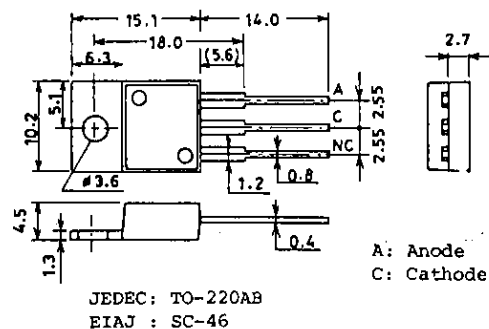 15.1
14.0
18.0
2.7
6.3
(5.6)
A
C
NC
10.2
5.1
2.55
2.55
ø3.6
1.2
0.8
4.5
1.3
0.4
A: Anode
C: Cathode
JEDEC: TO-220AB
EIAJ : SC-46